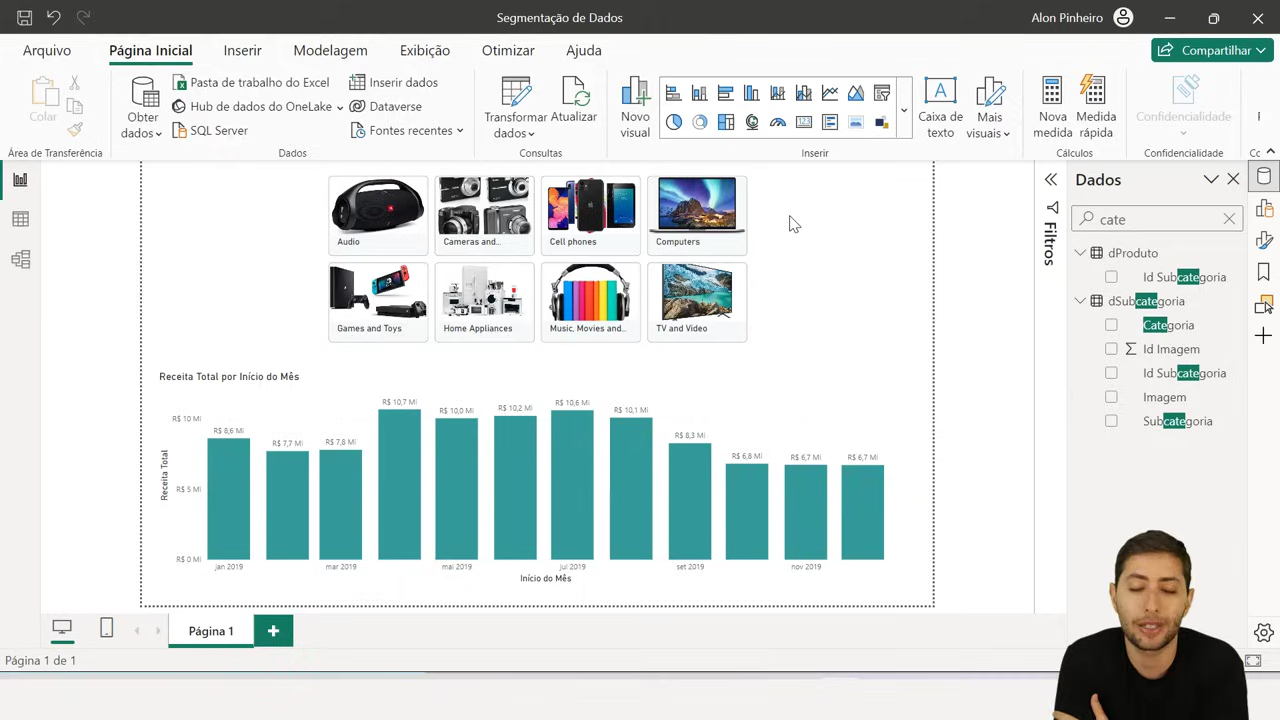 Segmentação de Dados
Alon Pinheiro
Arquivo
Página Inicial
Inserir
Modelagem
Exibição
Otimizar
Ajuda
Compartilhar
Colar
Área de Transferência
Obter
dados
Pasta de trabalho do Excel
Hub de dados do OneLake
SQL Server
Inserir dados
Dataverse
Fontes recentes
Dados
Transformar
dados
Atualizar
Consultas
Novo
visual
Caixa de
texto
Mais
visuais
Inserir
Nova
medida
Medida
rápida
Cálculos
Confidencialidade
Confidencialidade
Audio
Cameras and...
Cell phones
Computers
Games and Toys
Home Appliances
Music, Movies and...
TV and Video
Receita Total por Início do Mês
Receita Total
R$ 10 Mi
R$ 5 Mi
R$ 0 Mi
R$ 8,6 Mi
R$ 7,7 Mi
R$ 7,8 Mi
R$ 10,7 Mi
R$ 10,0 Mi
R$ 10,2 Mi
R$ 10,6 Mi
R$ 10,1 Mi
R$ 8,3 Mi
R$ 6,8 Mi
R$ 6,7 Mi
R$ 6,7 Mi
jan 2019
mar 2019
mai 2019
jul 2019
set 2019
nov 2019
Início do Mês
Filtros
Dados
cate
dProduto
Id Subcategoria
dSubcategoria
Categoria
Id Imagem
Id Subcategoria
Imagem
Subcategoria
Página 1
Página 1 de 1